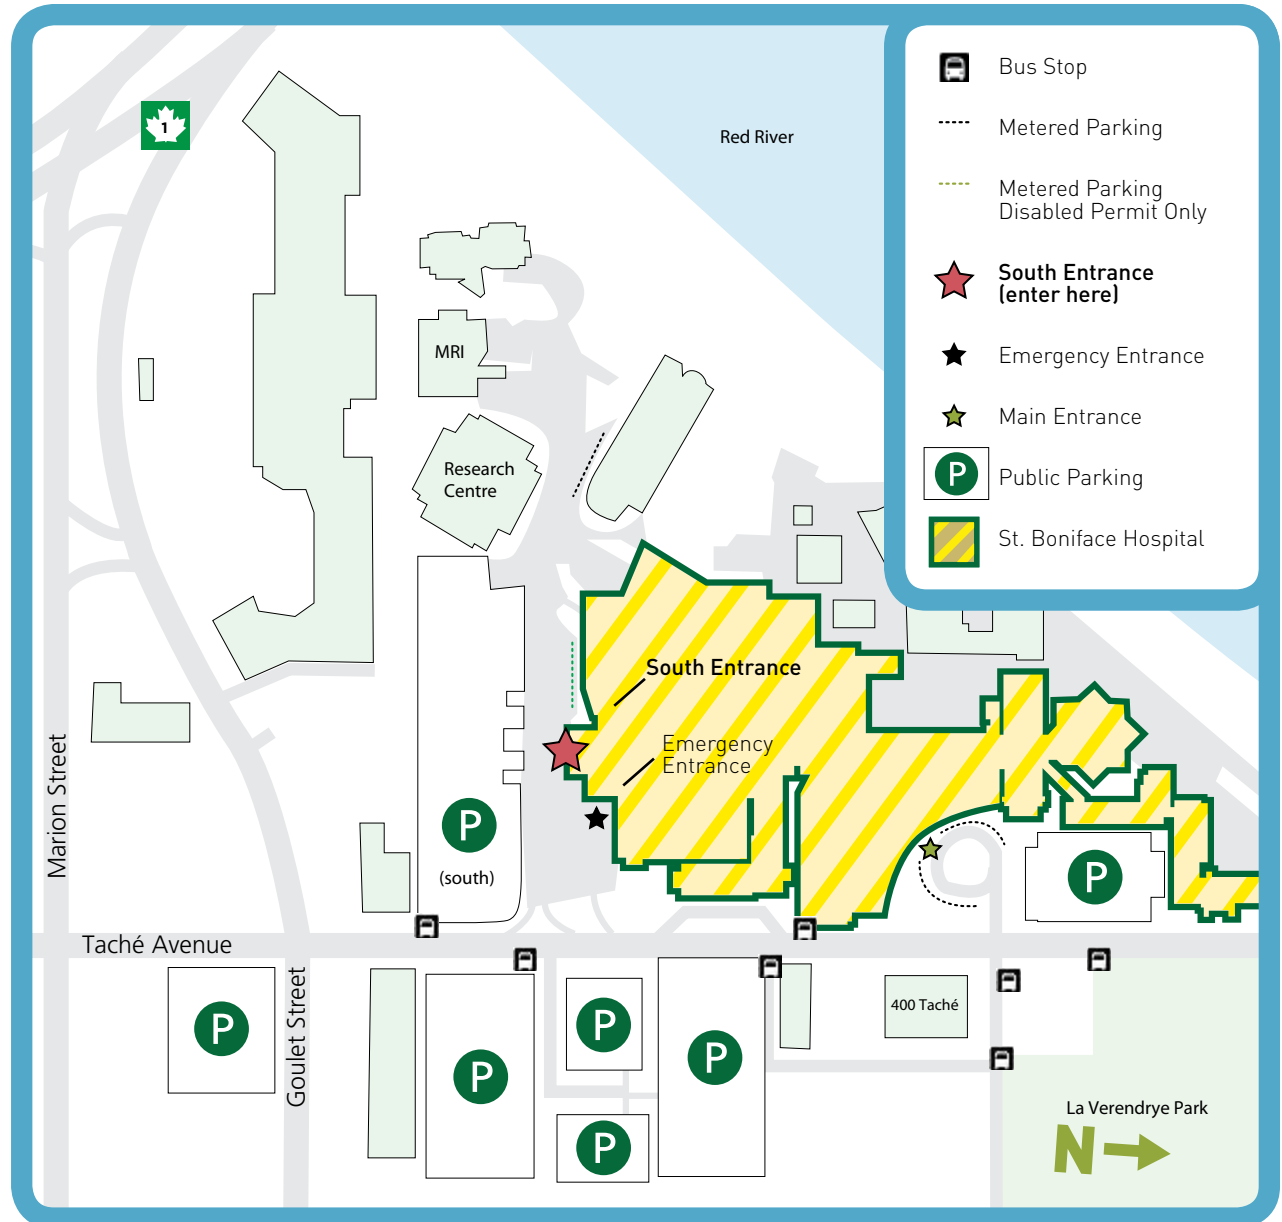 Bus Stop
Metered Parking
Metered Parking
Disabled Permit Only
South Entrance
(enter here)
Emergency Entrance
Main Entrance
P
Public Parking
St. Boniface Hospital
1
Red River
MRI
Research
Centre
South Entrance
Emergency
Entrance
Marion Street
P
(south)
P
Taché Avenue
Goulet Street
P
P
P
P
P
400 Taché
La Verendrye Park
N